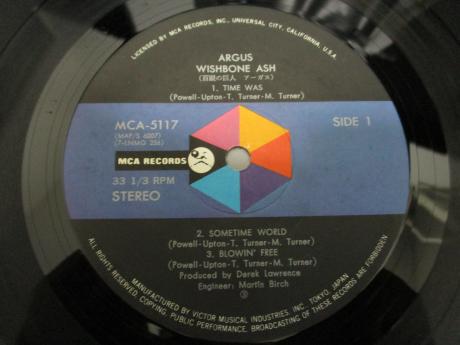 LICENSED BY MCA RECORDS, INC., UNIVERSAL CITY, CALIFORNIA, U.S.A.
ARGUS
WISHBONE ASH
(百眼の巨人 アーガス)
1. TIME WAS
(Powell-Upton-T. Turner-M. Turner)
MCA-5117
(MAP/S 6007)
SIDE 1
MCA RECORDS
33 1/3 RPM
STEREO
2. SOMETIME WORLD
(Powell-Upton-T. Turner-M. Turner)
3. BLOWIN' FREE
(Powell-Upton-T. Turner-M. Turner)
Produced by Derek Lawrence
Engineer: Martin Birch
MANUFACTURED BY VICTOR MUSICAL INDUSTRIES, INC. TOKYO, JAPAN
ALL RIGHTS RESERVED. COPYING, PUBLIC PERFORMANCE, BROADCASTING OF THESE RECORDS ARE FORBIDDEN